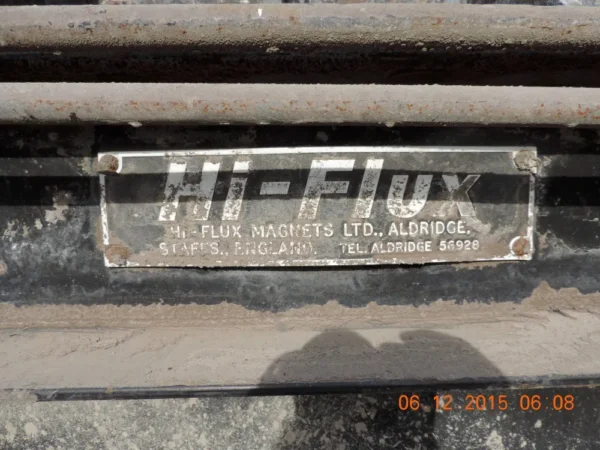 Hi-Flux
HI-FLUX MAGNETS LTD., ALDRIDGE,
STAFFS., ENGLAND. TEL. ALDRIDGE 56928
06.12.2015 06:08